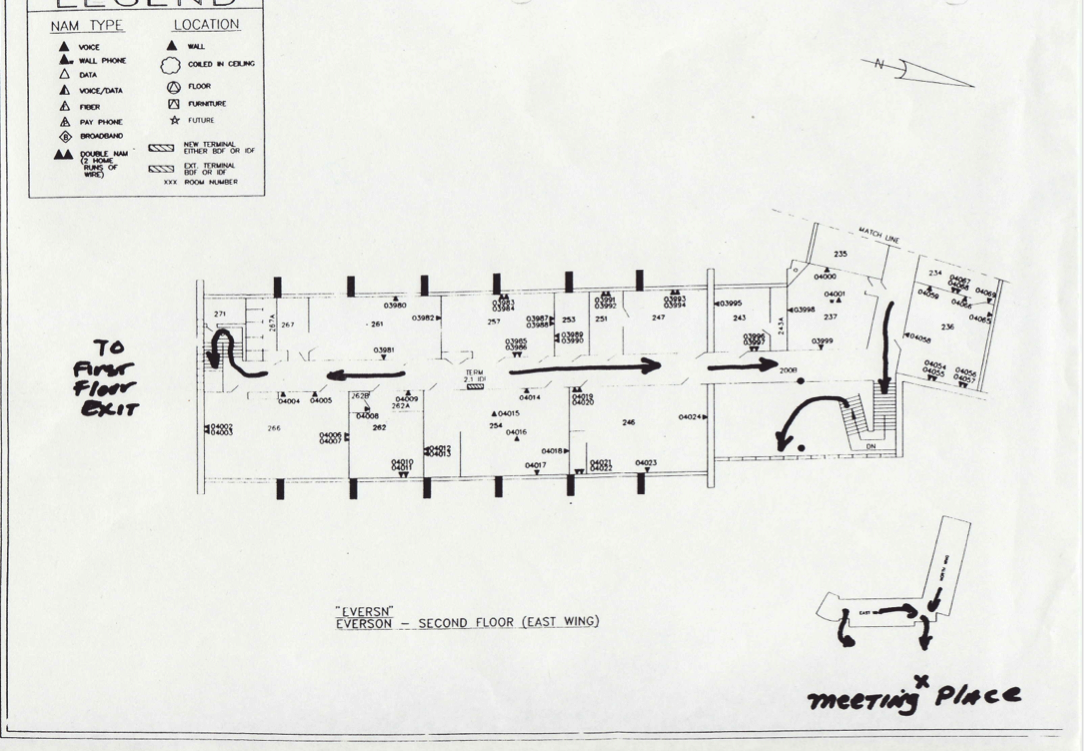 LEGEND
NAM TYPE
LOCATION
VOICE
WALL PHONE
DATA
VOICE/DATA
FIBER
PAY PHONE
BROADBAND
DOUBLE NAM
(2 HOME
RUNS OF
WIRE)
WALL
COILED IN CEILING
FLOOR
FURNITURE
FUTURE
NEW TERMINAL
EITHER BDF OR IDF
EXT. TERMINAL
BDF OR IDF
XXX ROOM NUMBER
N
MATCH LINE
235
04000
04001
237
234
04067
04068
04069
04059
04066
04065
236
04058
04054
04055
04056
04057
271
267A
267
03980
261
03981
03982
03983
03984
257
03985
03986
03987
03988
253
03989
03990
03991
03992
251
03993
03994
247
03995
243
03996
03997
243A
03998
03999
200B
TERM
2.1 IDF
04002
04003
04004
04005
266
04006
04007
262B
04008
04009
262A
262
04010
04011
04012
04013
04014
04015
254
04016
04017
04018
04019
04020
04021
04022
246
04023
04024
DN
TO
First
Floor
EXIT
"EVERSN"
EVERSON - SECOND FLOOR (EAST WING)
EAST
NORTH WING
x
meeting Place